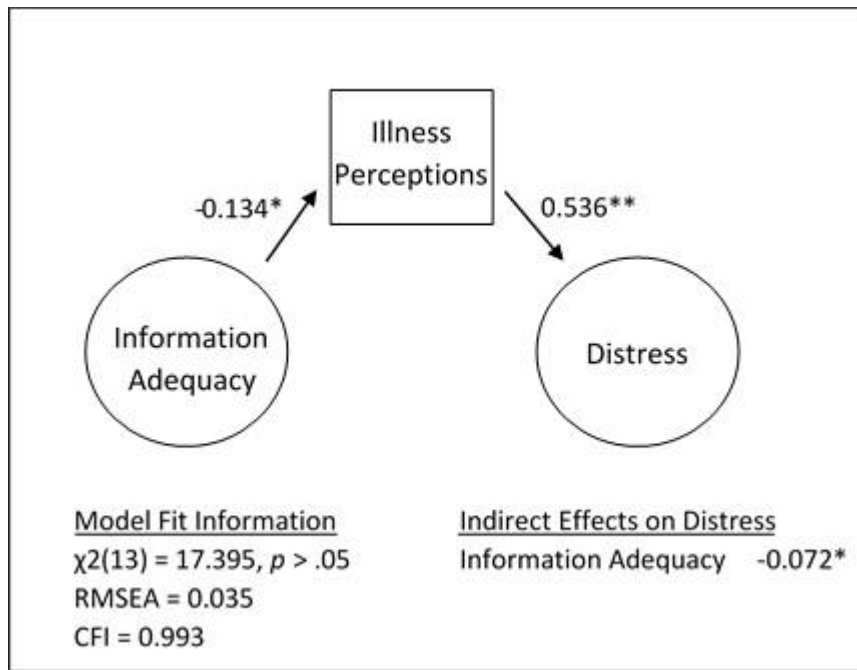 Illness
Perceptions
-0.134*
0.536**
Information
Adequacy
Distress
Model Fit Information
χ2(13) = 17.395, p > .05
RMSEA = 0.035
CFI = 0.993
Indirect Effects on Distress
Information Adequacy -0.072*